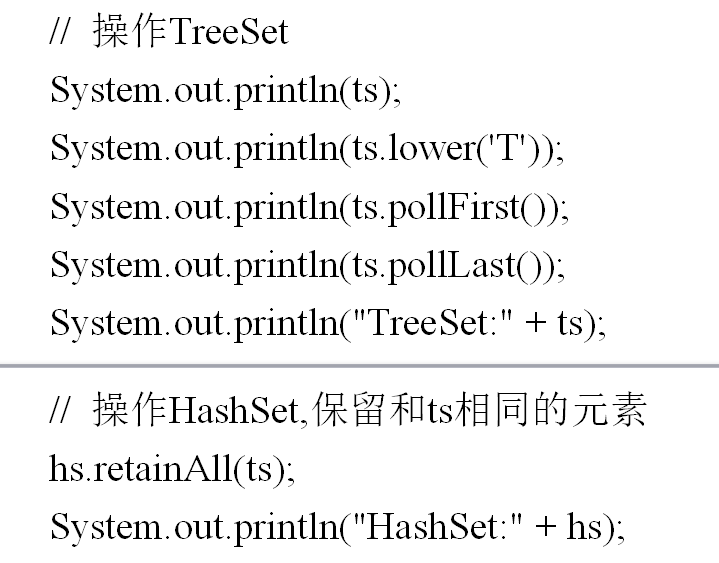 // 操作TreeSet
System.out.println(ts);
System.out.println(ts.lower('T'));
System.out.println(ts.pollFirst());
System.out.println(ts.pollLast());
System.out.println("TreeSet:" + ts);
// 操作HashSet,保留和ts相同的元素
hs.retainAll(ts);
System.out.println("HashSet:" + hs);